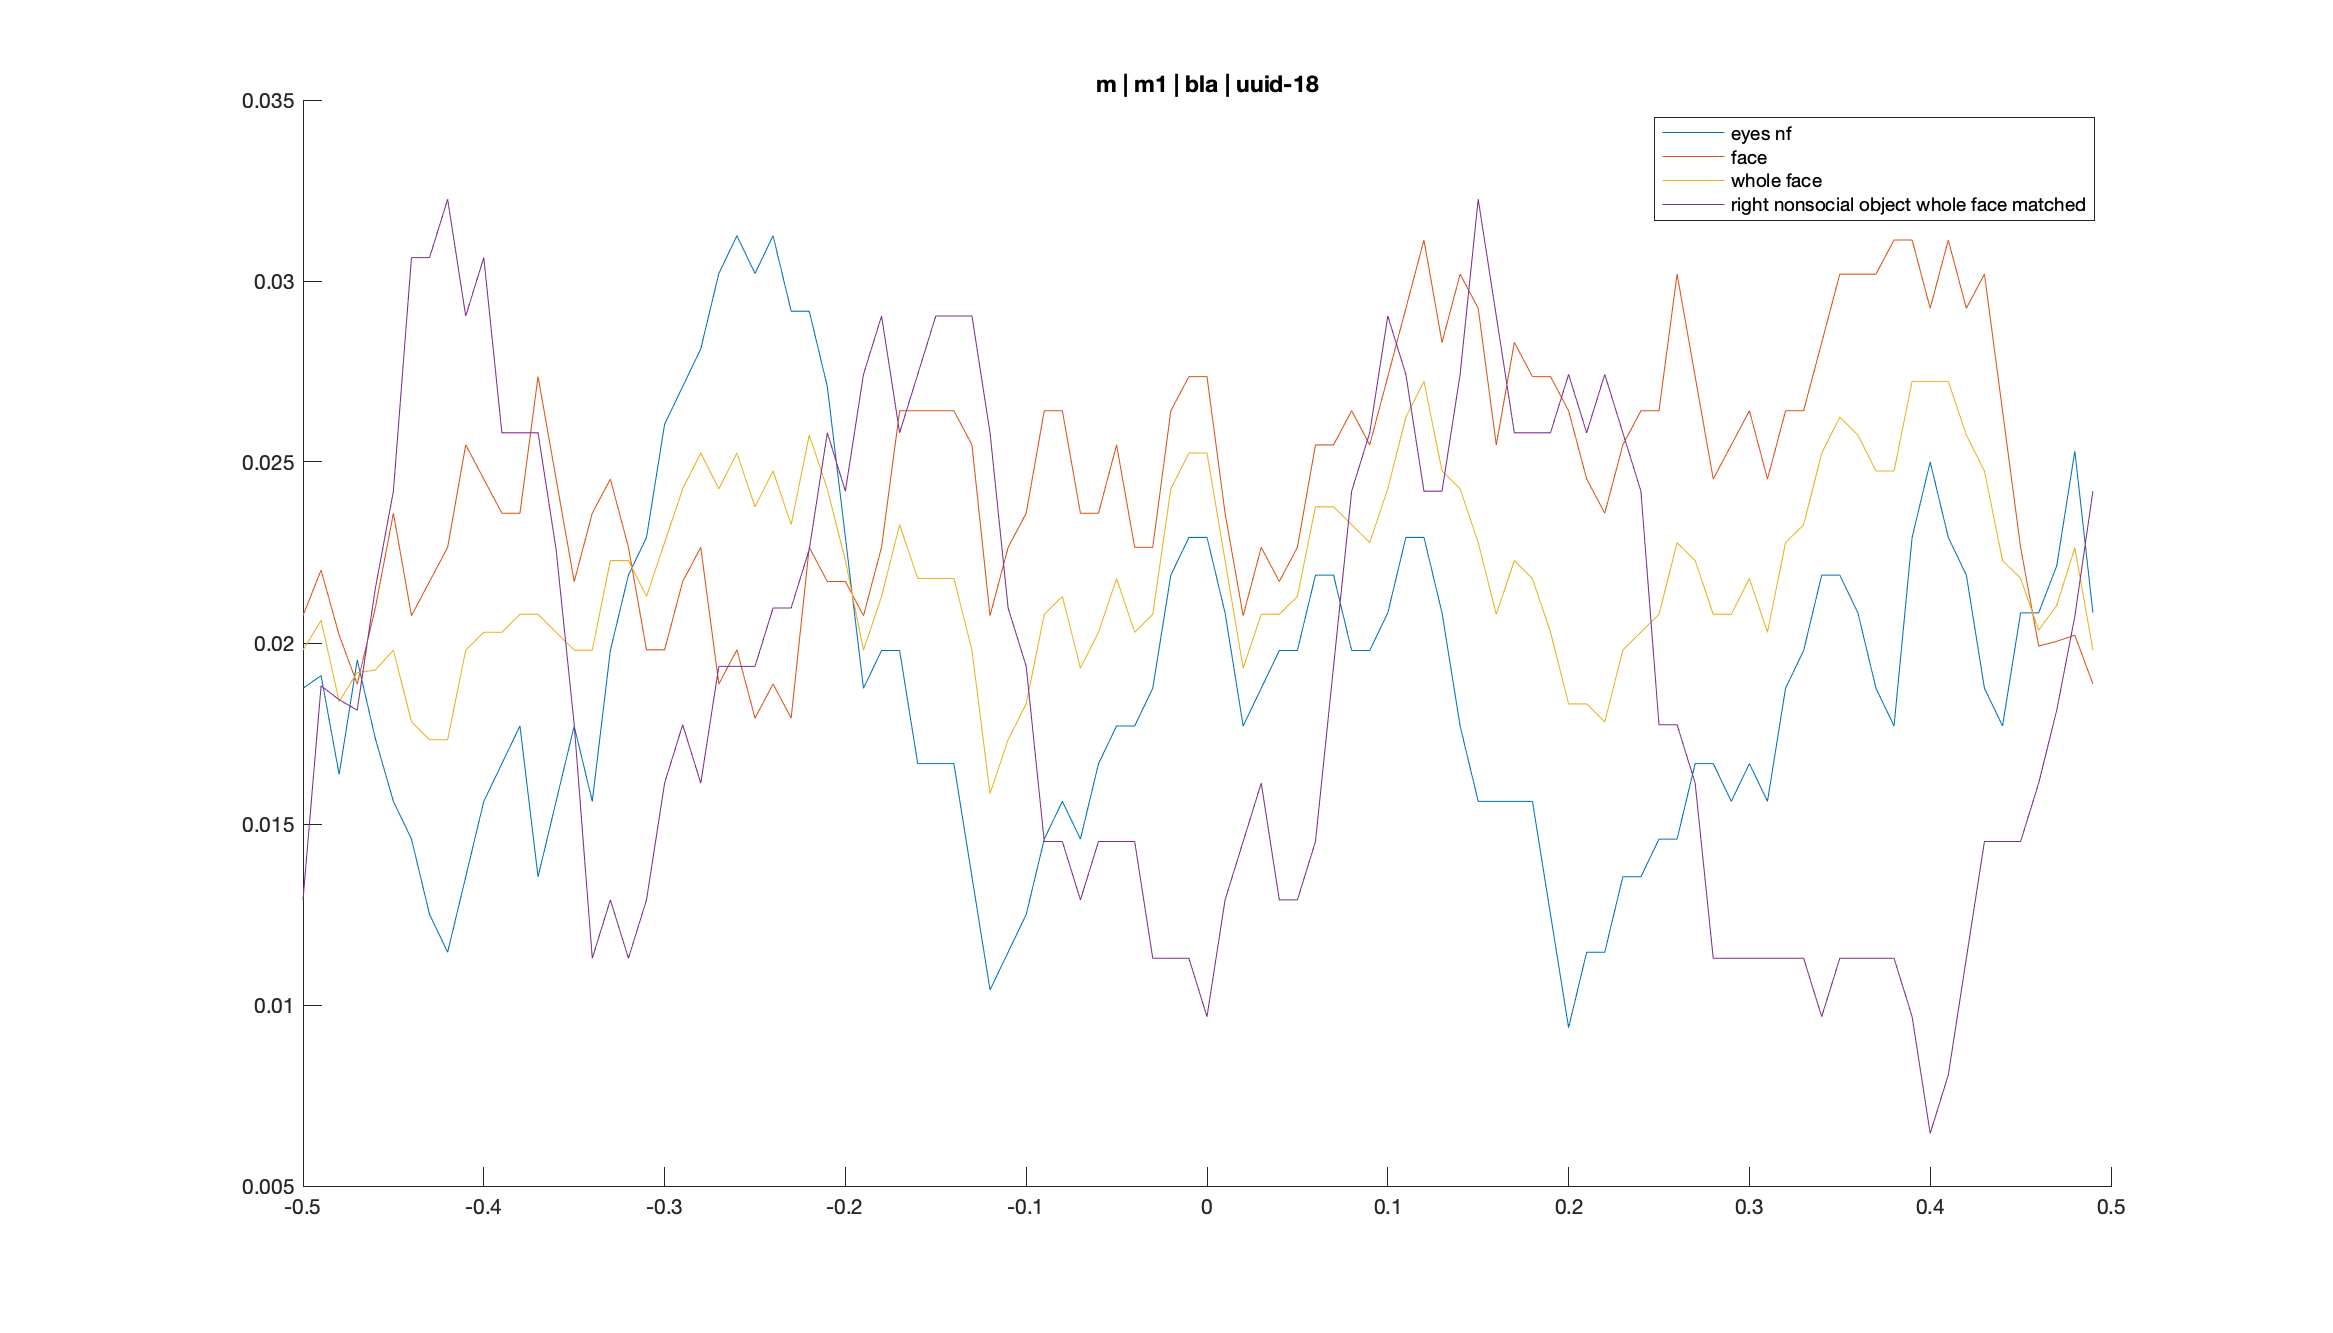 m | m1 | bla | uuid-18
0.035
0.03
0.025
0.02
0.015
0.01
0.005
-0.5 -0.4 -0.3 -0.2 -0.1 0 0.1 0.2 0.3 0.4 0.5
eyes nf
face
whole face
right nonsocial object whole face matched